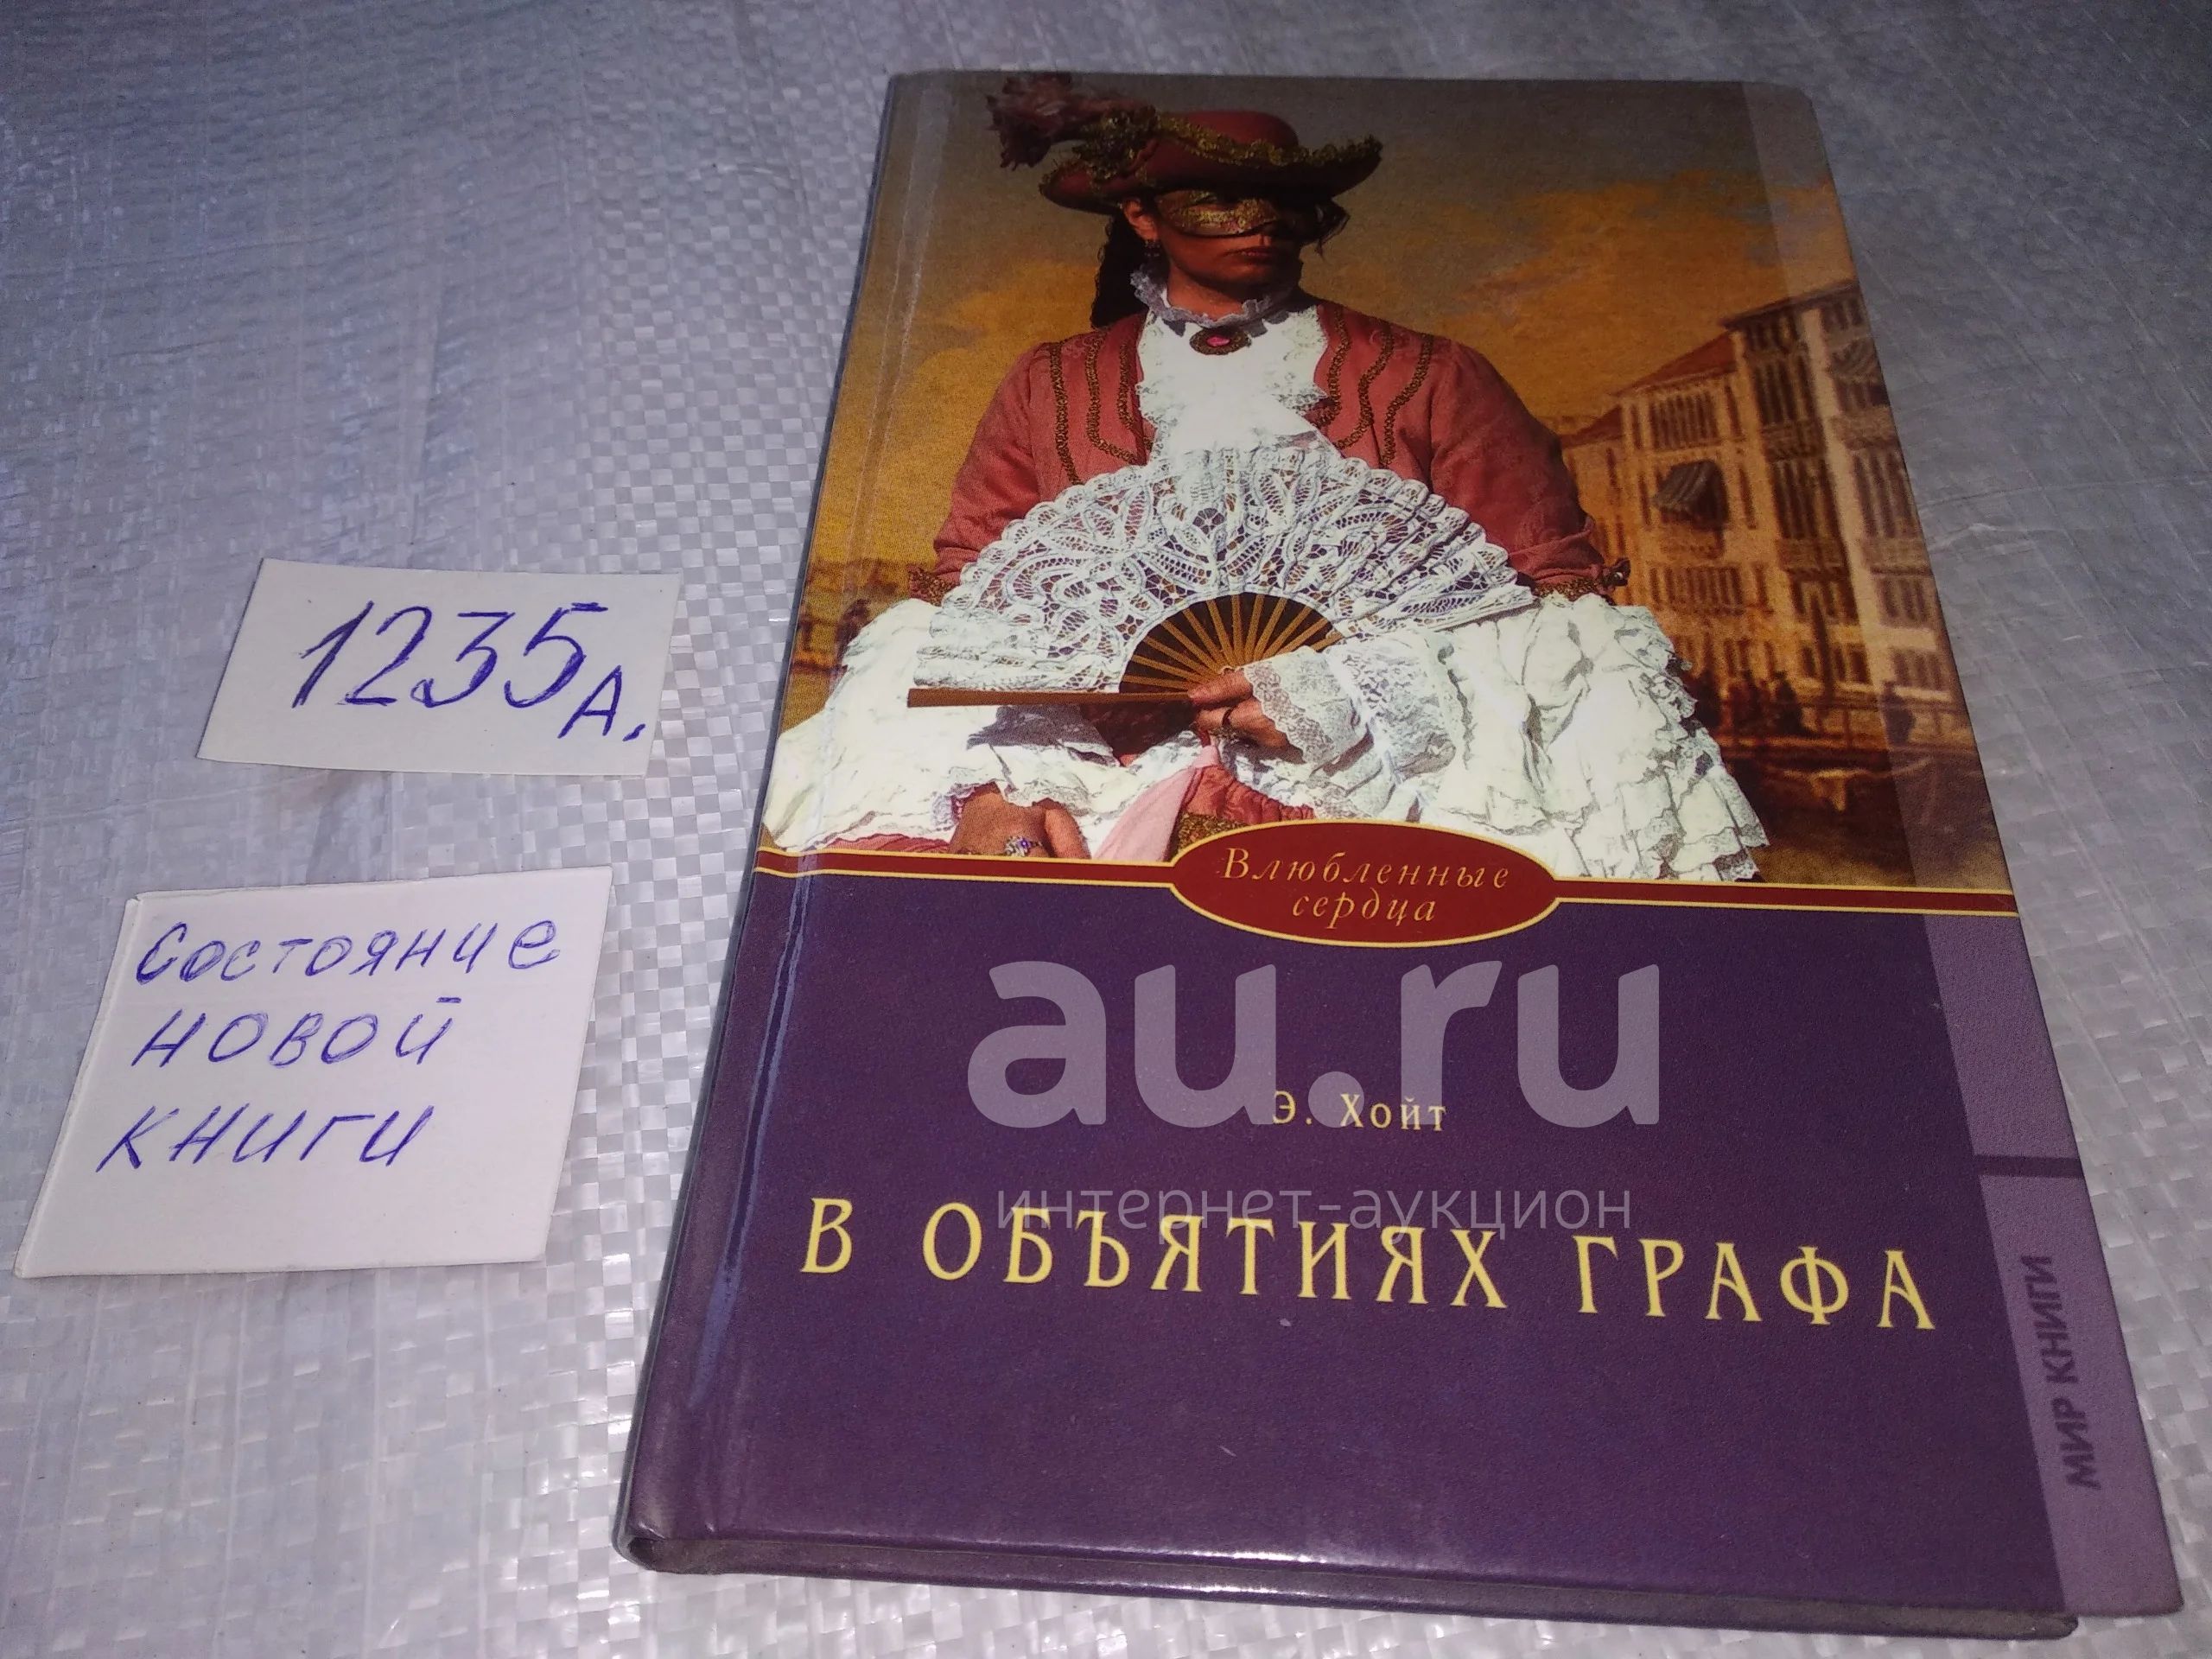 1235А.
Состояние
новой
книги
Влюбленные
сердца
au.ru
Э. Хойт
интернет-аукцион
В ОБЪЯТИЯХ ГРАФА
МИР КНИГИ